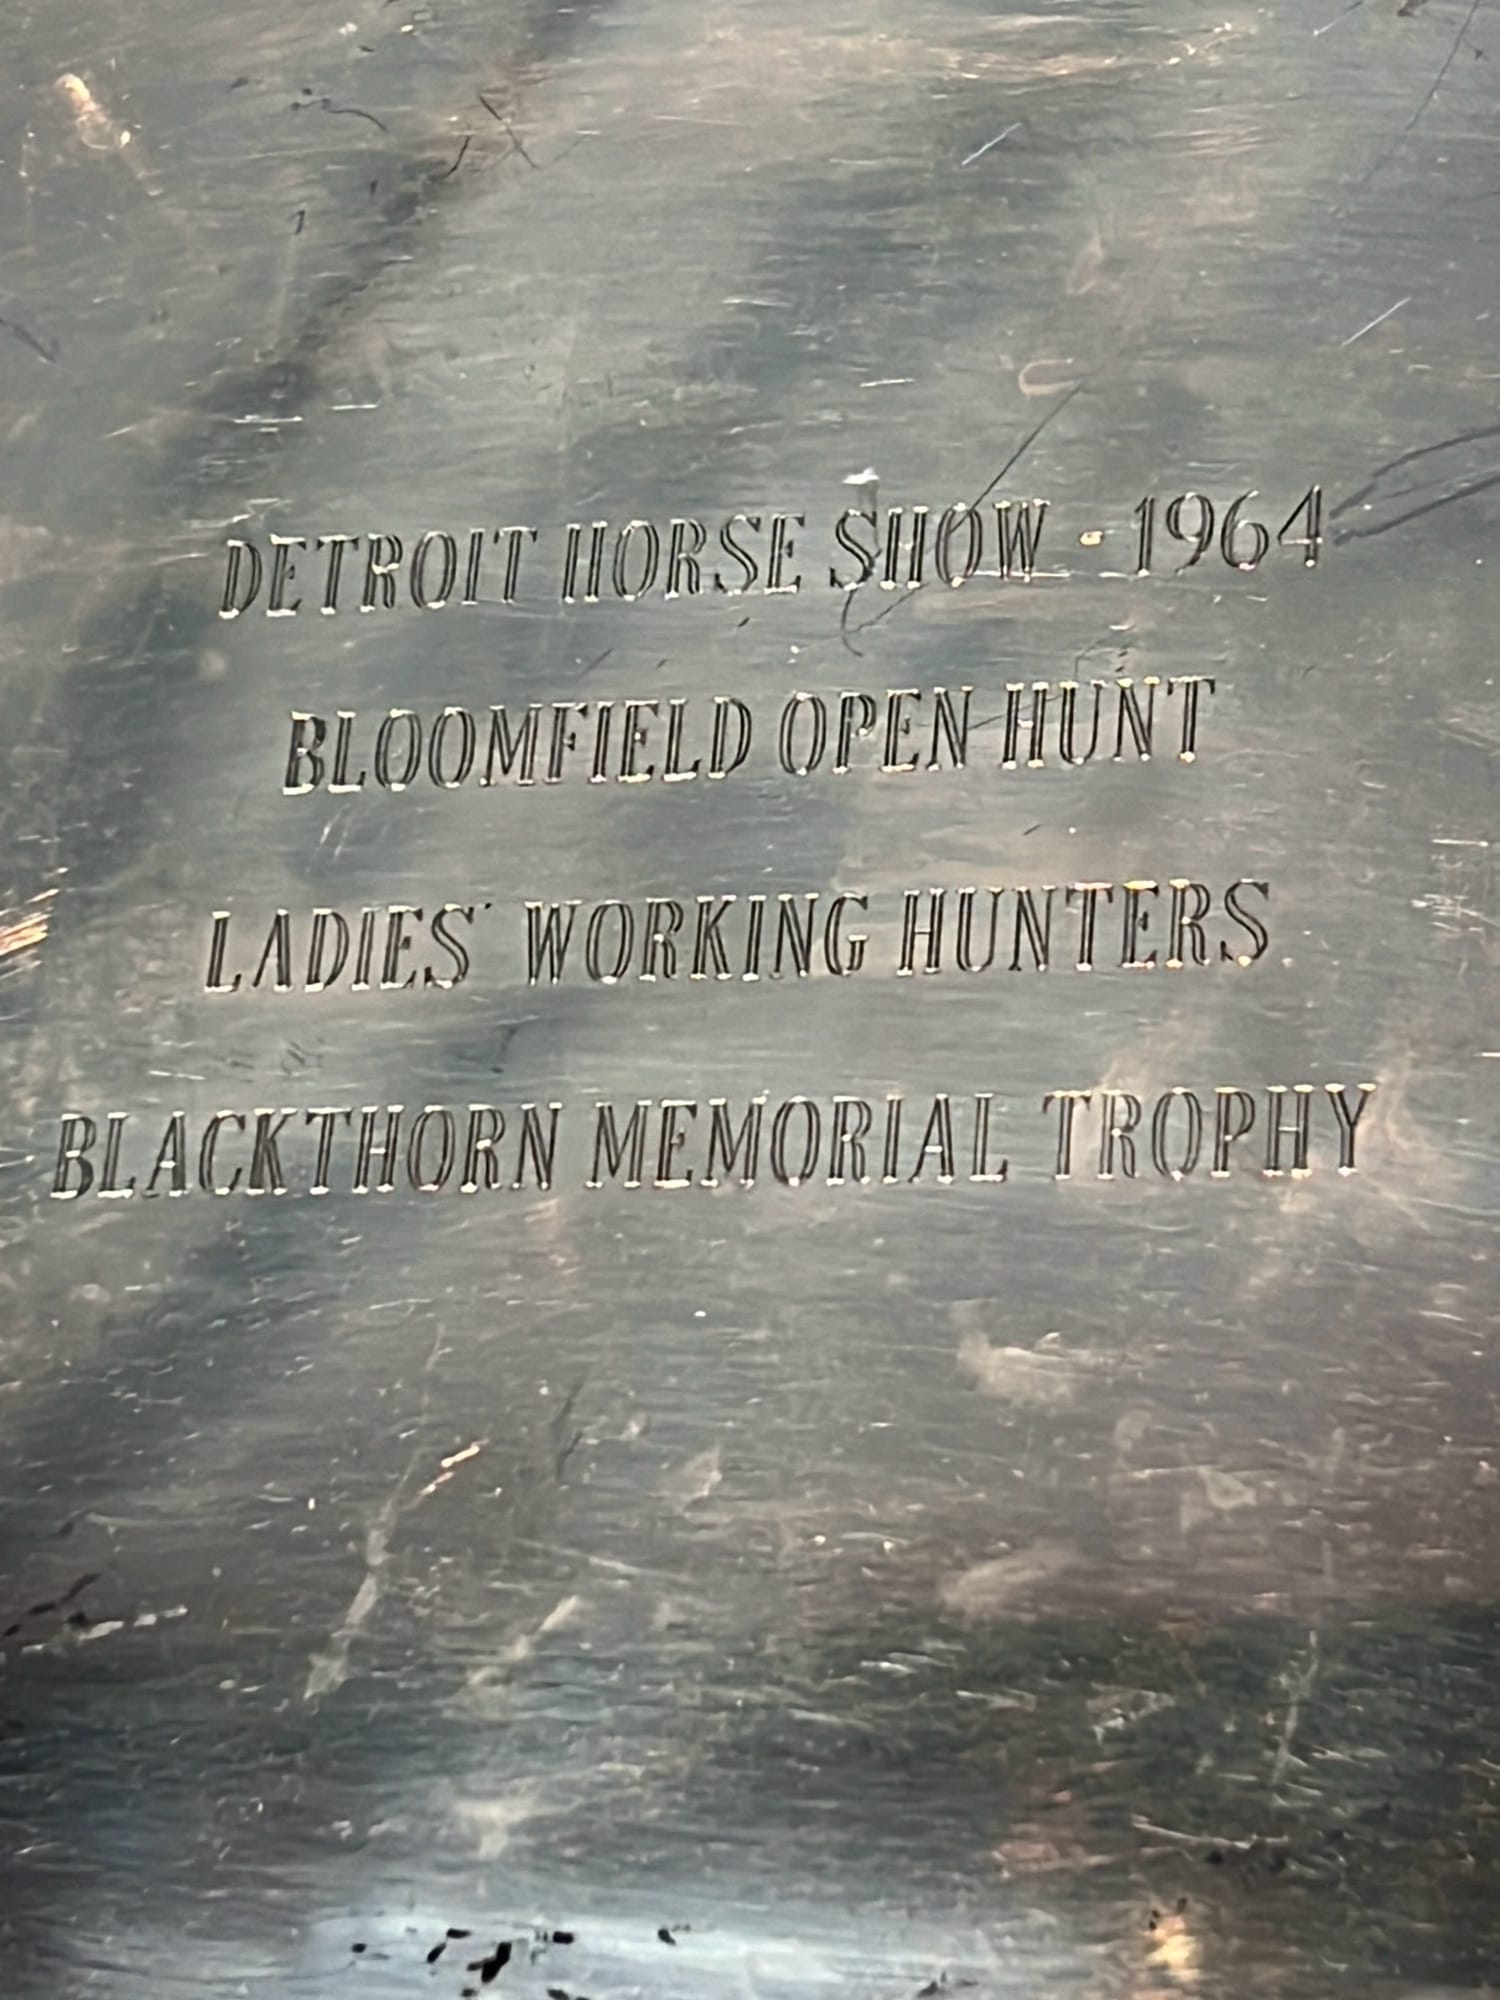 DETROIT HORSE SHOW - 1964
BLOOMFIELD OPEN HUNT
LADIES' WORKING HUNTERS
BLACKTHORN MEMORIAL TROPHY